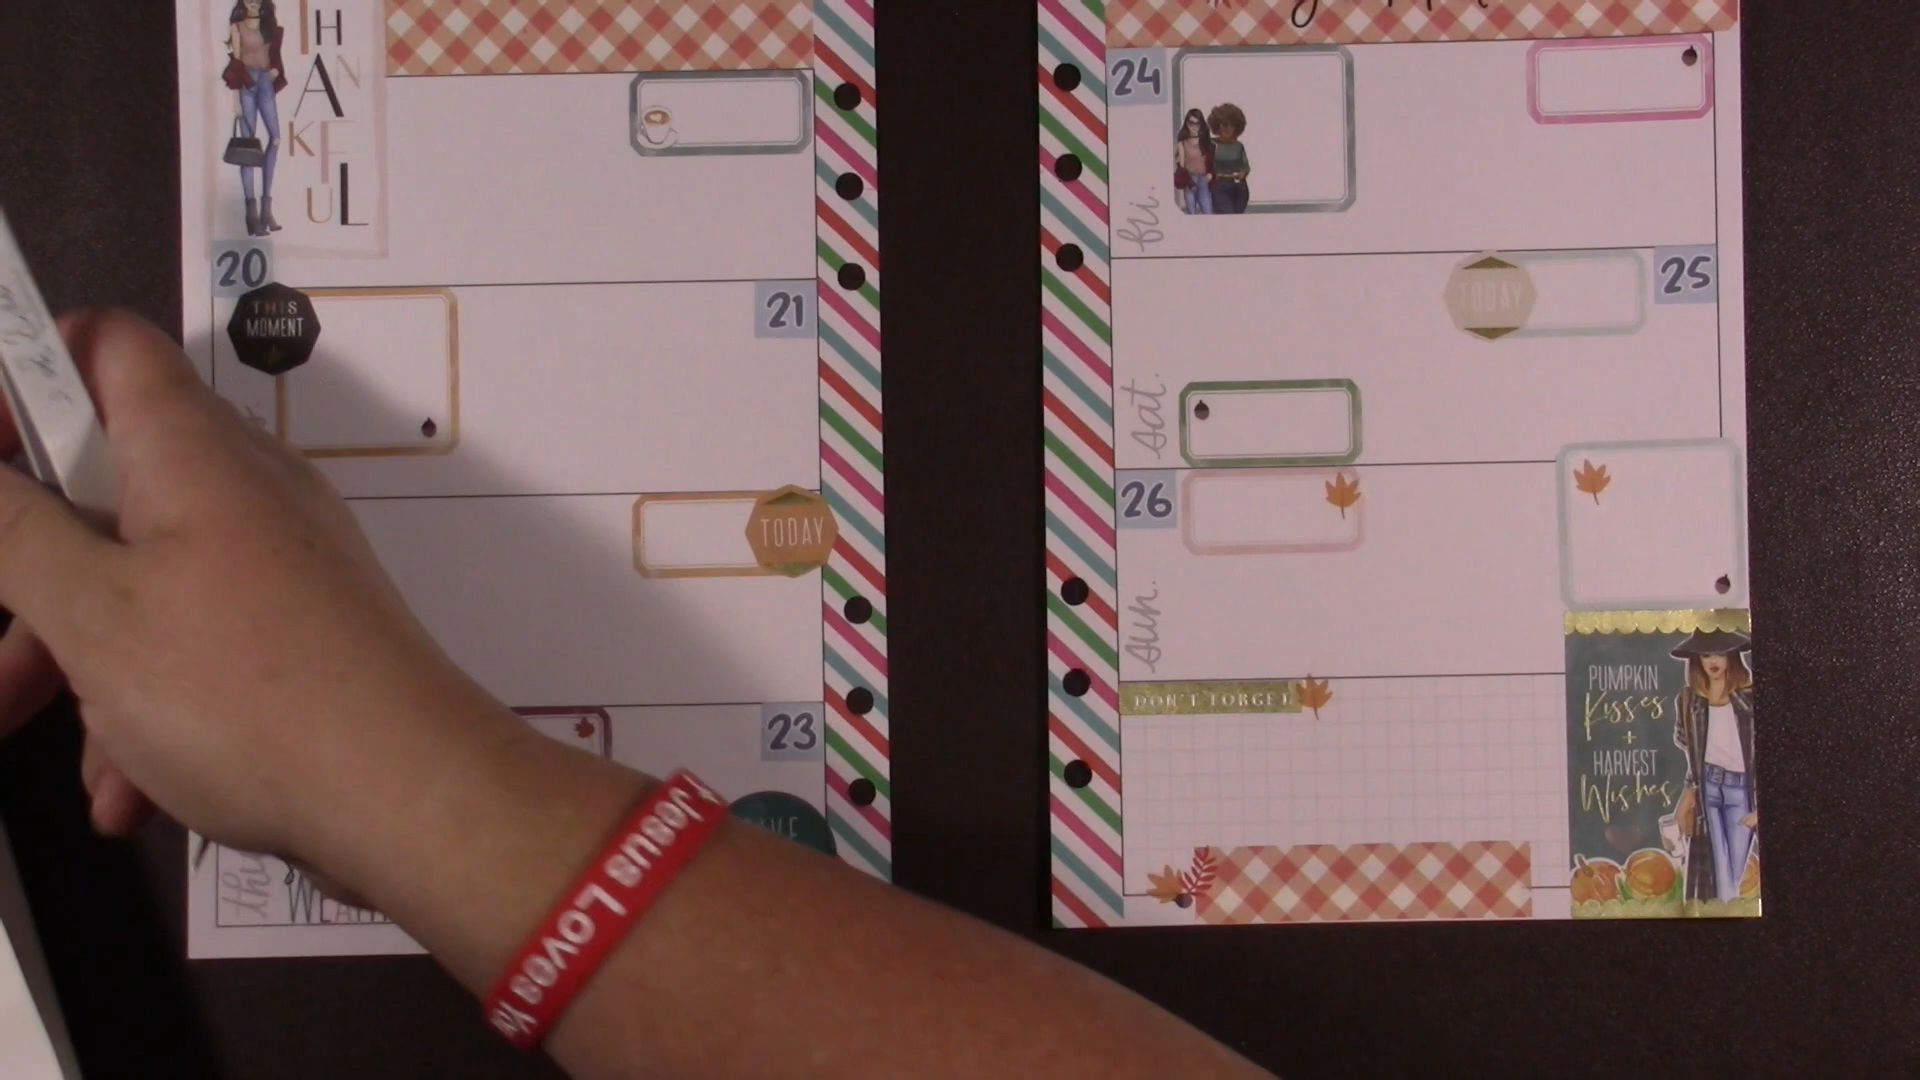 THANKFUL
20
THIS
MOMENT
21
TODAY
23
24
fri.
TODAY
25
sat.
26
sun.
DON'T FORGET
PUMPKIN
Kisses
+
HARVEST
Wishes
Jesus Loves